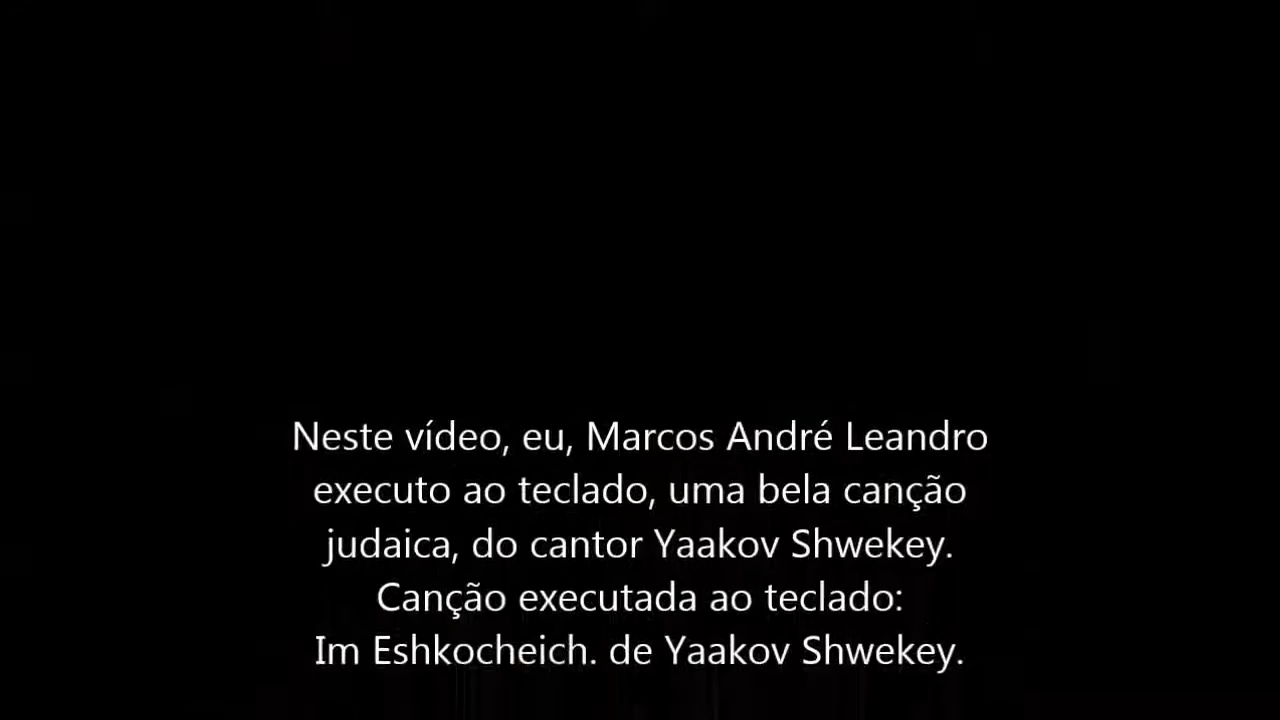 Neste vídeo, eu, Marcos André Leandro
executo ao teclado, uma bela canção
judaica, do cantor Yaakov Shwekey.
Canção executada ao teclado:
Im Eshkocheich. de Yaakov Shwekey.